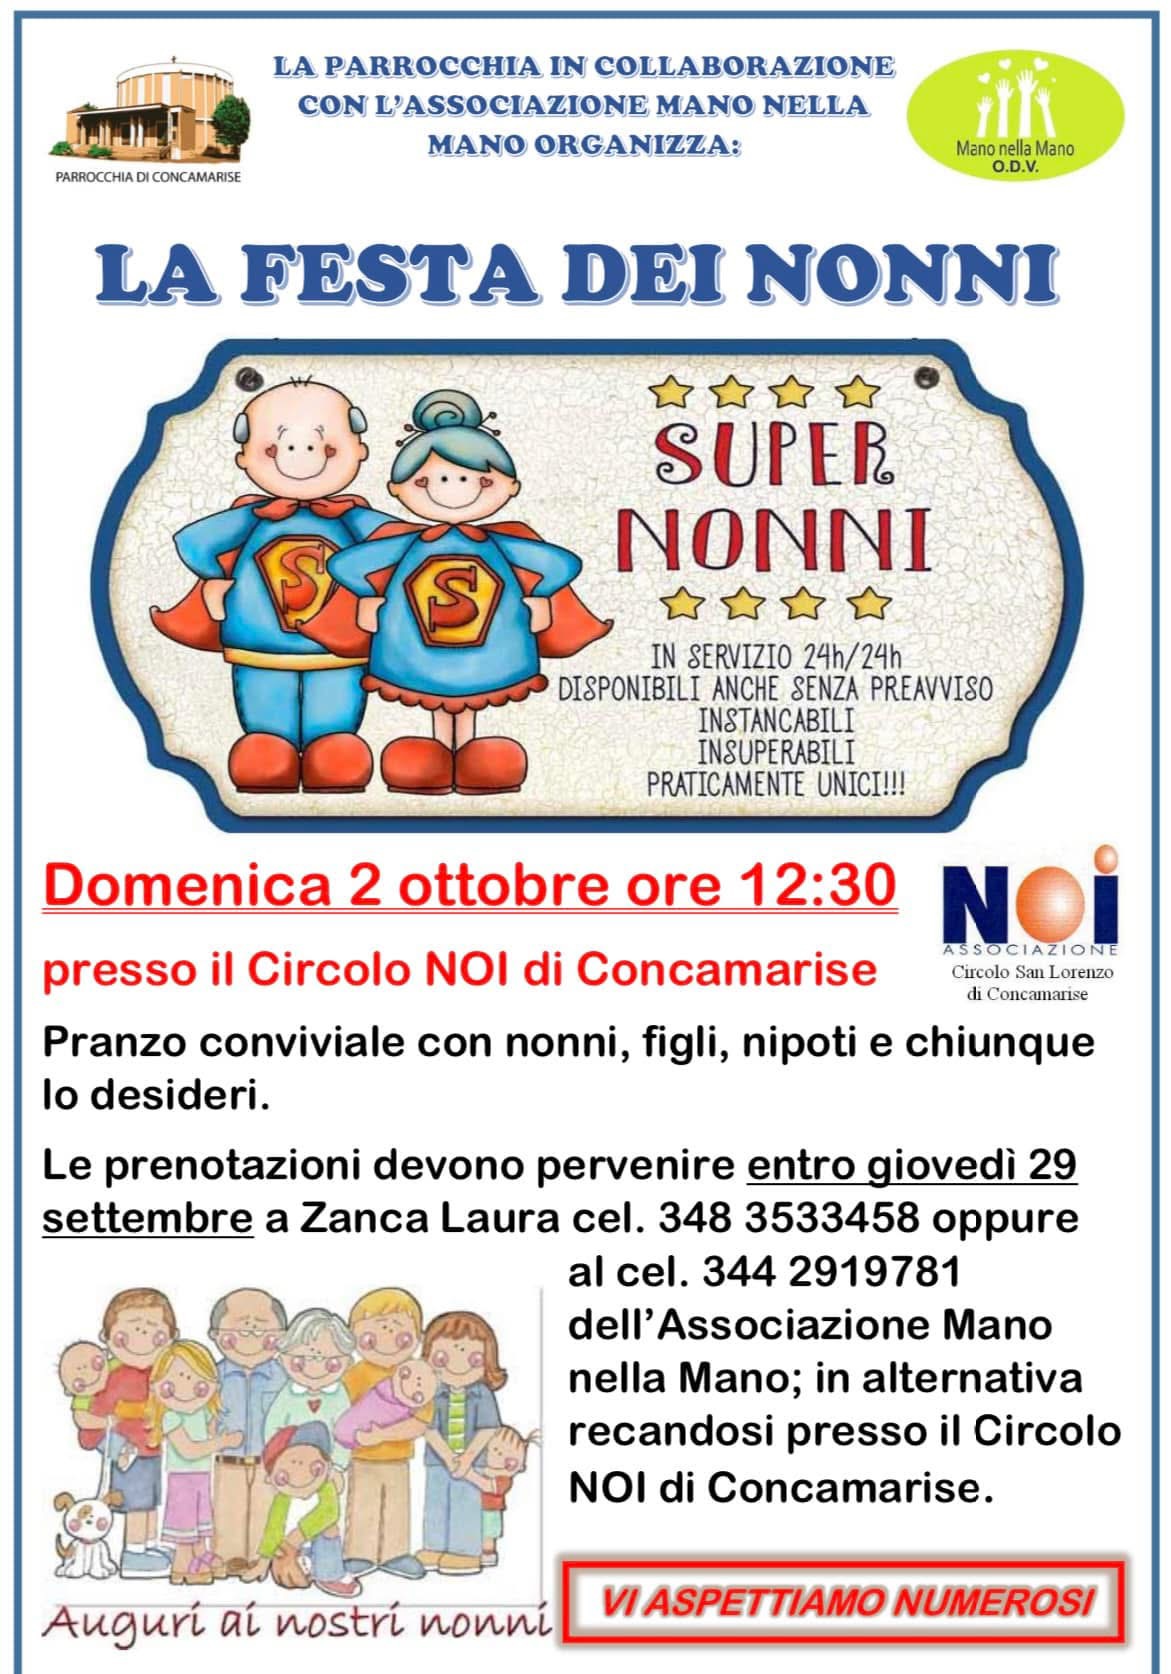 LA PARROCCHIA IN COLLABORAZIONE
CON L'ASSOCIAZIONE MANO NELLA
MANO ORGANIZZA:
PARROCCHIA DI CONCAMARISE
Mano nella Mano
O.D.V.
LA FESTA DEI NONNI
SUPER
NONNI
S S
IN SERVIZIO 24h/24h
DISPONIBILI ANCHE SENZA PREAVVISO
INSTANCABILI
INSUPERABILI
PRATICAMENTE UNICI!!!
Domenica 2 ottobre ore 12:30
presso il Circolo NOI di Concamarise
NOi
ASSOCIAZIONE
Circolo San Lorenzo
di Concamarise
Pranzo conviviale con nonni, figli, nipoti e chiunque
lo desideri.
Le prenotazioni devono pervenire entro giovedì 29
settembre a Zanca Laura cel. 348 3533458 oppure
al cel. 344 2919781
dell'Associazione Mano
nella Mano; in alternativa
recandosi presso il Circolo
NOI di Concamarise.
Auguri ai nostri nonni
VI ASPETTIAMO NUMEROSI